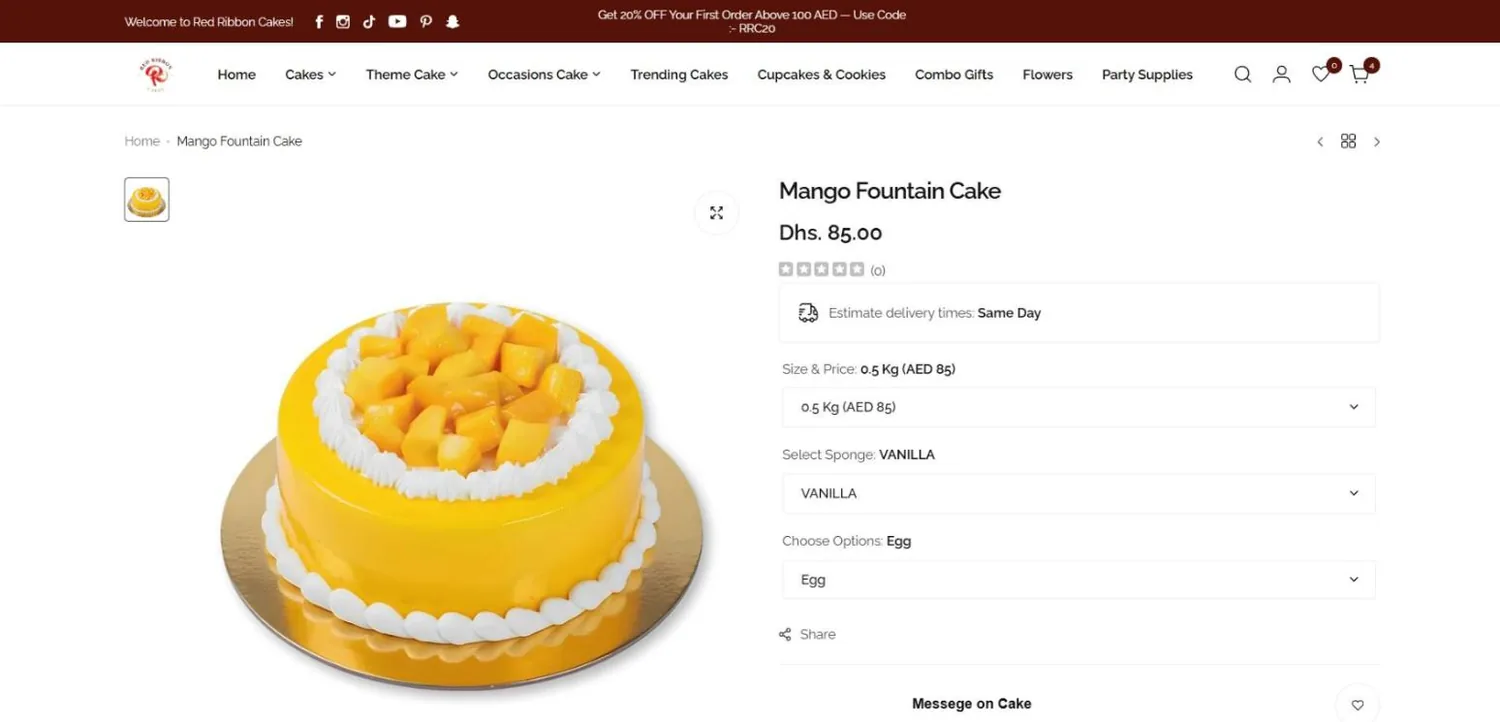 Welcome to Red Ribbon Cakes!
Get 20% OFF Your First Order Above 100 AED — Use Code
:- RRC20
RED RIBBON
Home
Cakes
Theme Cake
Occasions Cake
Trending Cakes
Cupcakes & Cookies
Combo Gifts
Flowers
Party Supplies
0
4
Home - Mango Fountain Cake
Mango Fountain Cake
Dhs. 85.00
(0)
Estimate delivery times: Same Day
Size & Price: 0.5 Kg (AED 85)
0.5 Kg (AED 85)
Select Sponge: VANILLA
VANILLA
Choose Options: Egg
Egg
Share
Messege on Cake